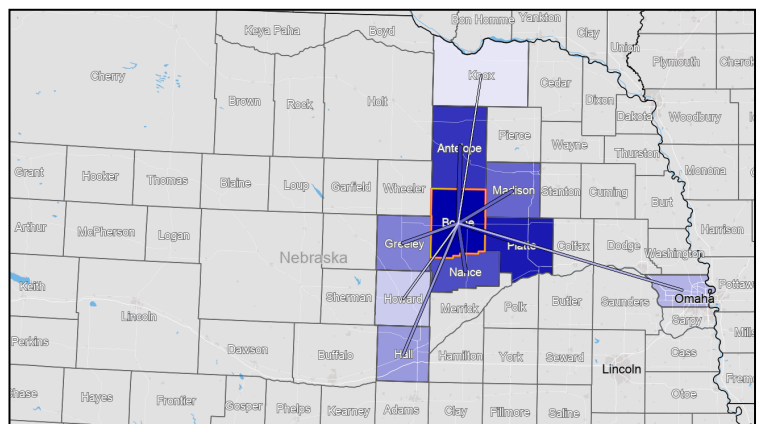 Bon Homme
Yankton
Keya Paha
Boyd
Clay
Union
Plymouth
Cherok
Cherry
Knox
Cedar
Brown
Rock
Holt
Dixon
Dakota
Woodbury
Antelope
Pierce
Wayne
Thurston
Monona
Grant
Hooker
Thomas
Blaine
Loup
Garfield
Wheeler
Madison
Stanton
Cuming
Burt
Arthur
McPherson
Logan
Boone
Harrison
Greeley
Platte
Colfax
Dodge
Washington
Nebraska
Nance
Keith
Sherman
Howard
Merrick
Polk
Butler
Saunders
Omaha
Pottaw
Lincoln
Sarpy
Mills
Perkins
Dawson
Buffalo
Hall
Hamilton
York
Seward
Lincoln
Cass
Frem
Otoe
Hayes
Frontier
Gosper
Phelps
Kearney
Adams
Clay
Fillmore
Saline